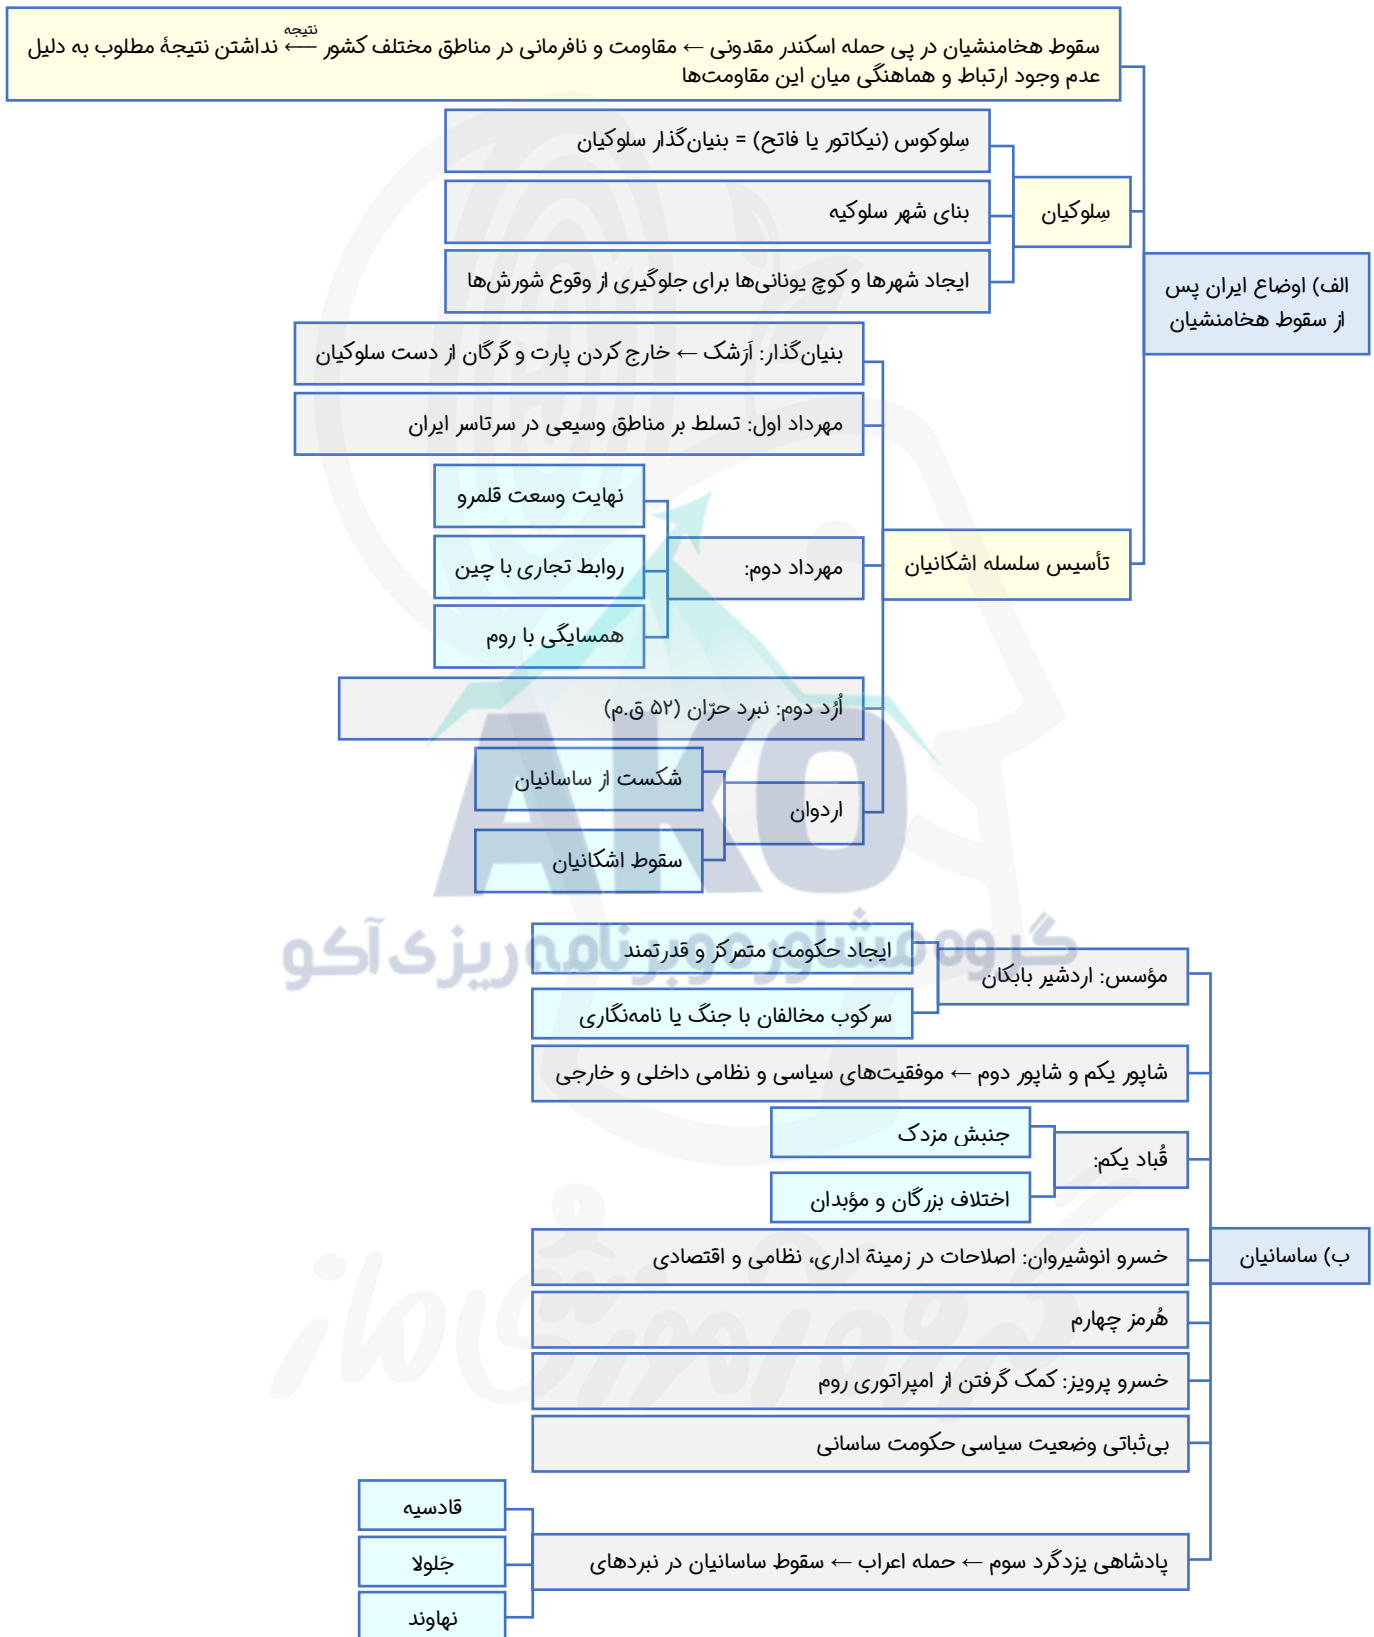 سقوط هخامنشیان در پی حمله اسکندر مقدونی ← مقاومت و نافرمانی در مناطق مختلف کشور ←نتیجه نداشتن نتیجهٔ مطلوب به دلیل
عدم وجود ارتباط و هماهنگی میان این مقاومت‌ها
الف) اوضاع ایران پس
از سقوط هخامنشیان
سِلوکیان
سِلوکوس (نیکاتور یا فاتح) = بنیان‌گذار سلوکیان
بنای شهر سلوکیه
ایجاد شهرها و کوچ یونانی‌ها برای جلوگیری از وقوع شورش‌ها
تأسیس سلسله اشکانیان
بنیان‌گذار: اَرَشک ← خارج کردن پارت و گرگان از دست سلوکیان
مهرداد اول: تسلط بر مناطق وسیعی در سرتاسر ایران
مهرداد دوم:
نهایت وسعت قلمرو
روابط تجاری با چین
همسایگی با روم
اُرُد دوم: نبرد حرّان (۵۲ ق.م)
اردوان
شکست از ساسانیان
سقوط اشکانیان
AKO
گروه مشاوره و برنامه ریزی آکو
ب) ساسانیان
مؤسس: اردشیر بابکان
ایجاد حکومت متمرکز و قدرتمند
سرکوب مخالفان با جنگ یا نامه‌نگاری
شاپور یکم و شاپور دوم ← موفقیت‌های سیاسی و نظامی داخلی و خارجی
قُباد یکم:
جنبش مزدک
اختلاف بزرگان و مؤبدان
خسرو انوشیروان: اصلاحات در زمینهٔ اداری، نظامی و اقتصادی
هُرمز چهارم
خسرو پرویز: کمک گرفتن از امپراتوری روم
بی‌ثباتی وضعیت سیاسی حکومت ساسانی
پادشاهی یزدگرد سوم ← حمله اعراب ← سقوط ساسانیان در نبردهای
قادسیه
جَلولا
نهاوند
گروه آموزشی ماز